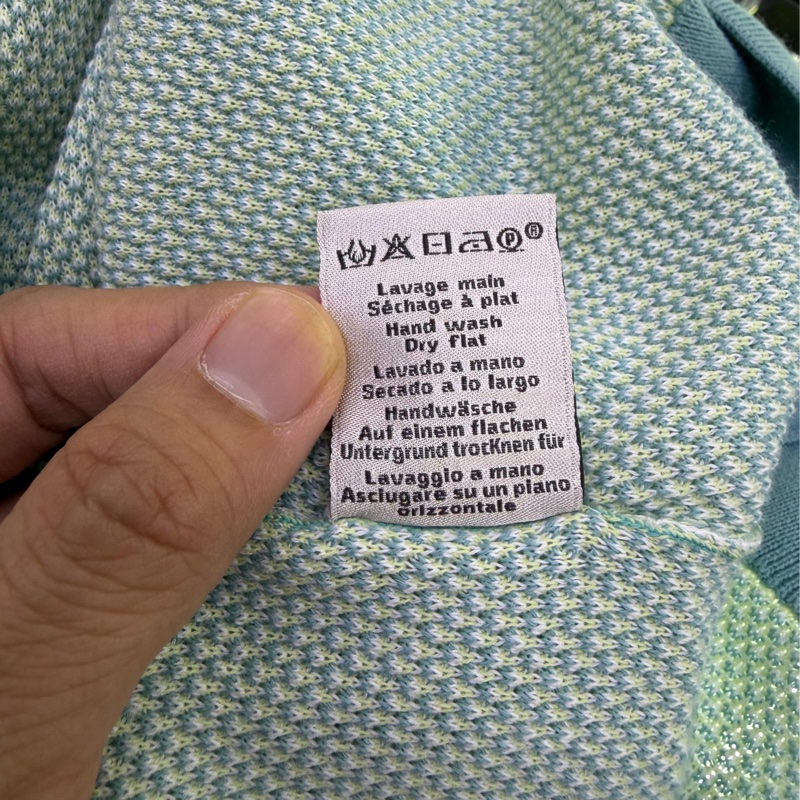 P ®
Lavage main
Séchage à plat
Hand wash
Dry flat
Lavado a mano
Secado a lo largo
Handwäsche
Auf einem flachen
Untergrund trocKnen für
Lavaggio a mano
Asciugare su un piano
orizzontale